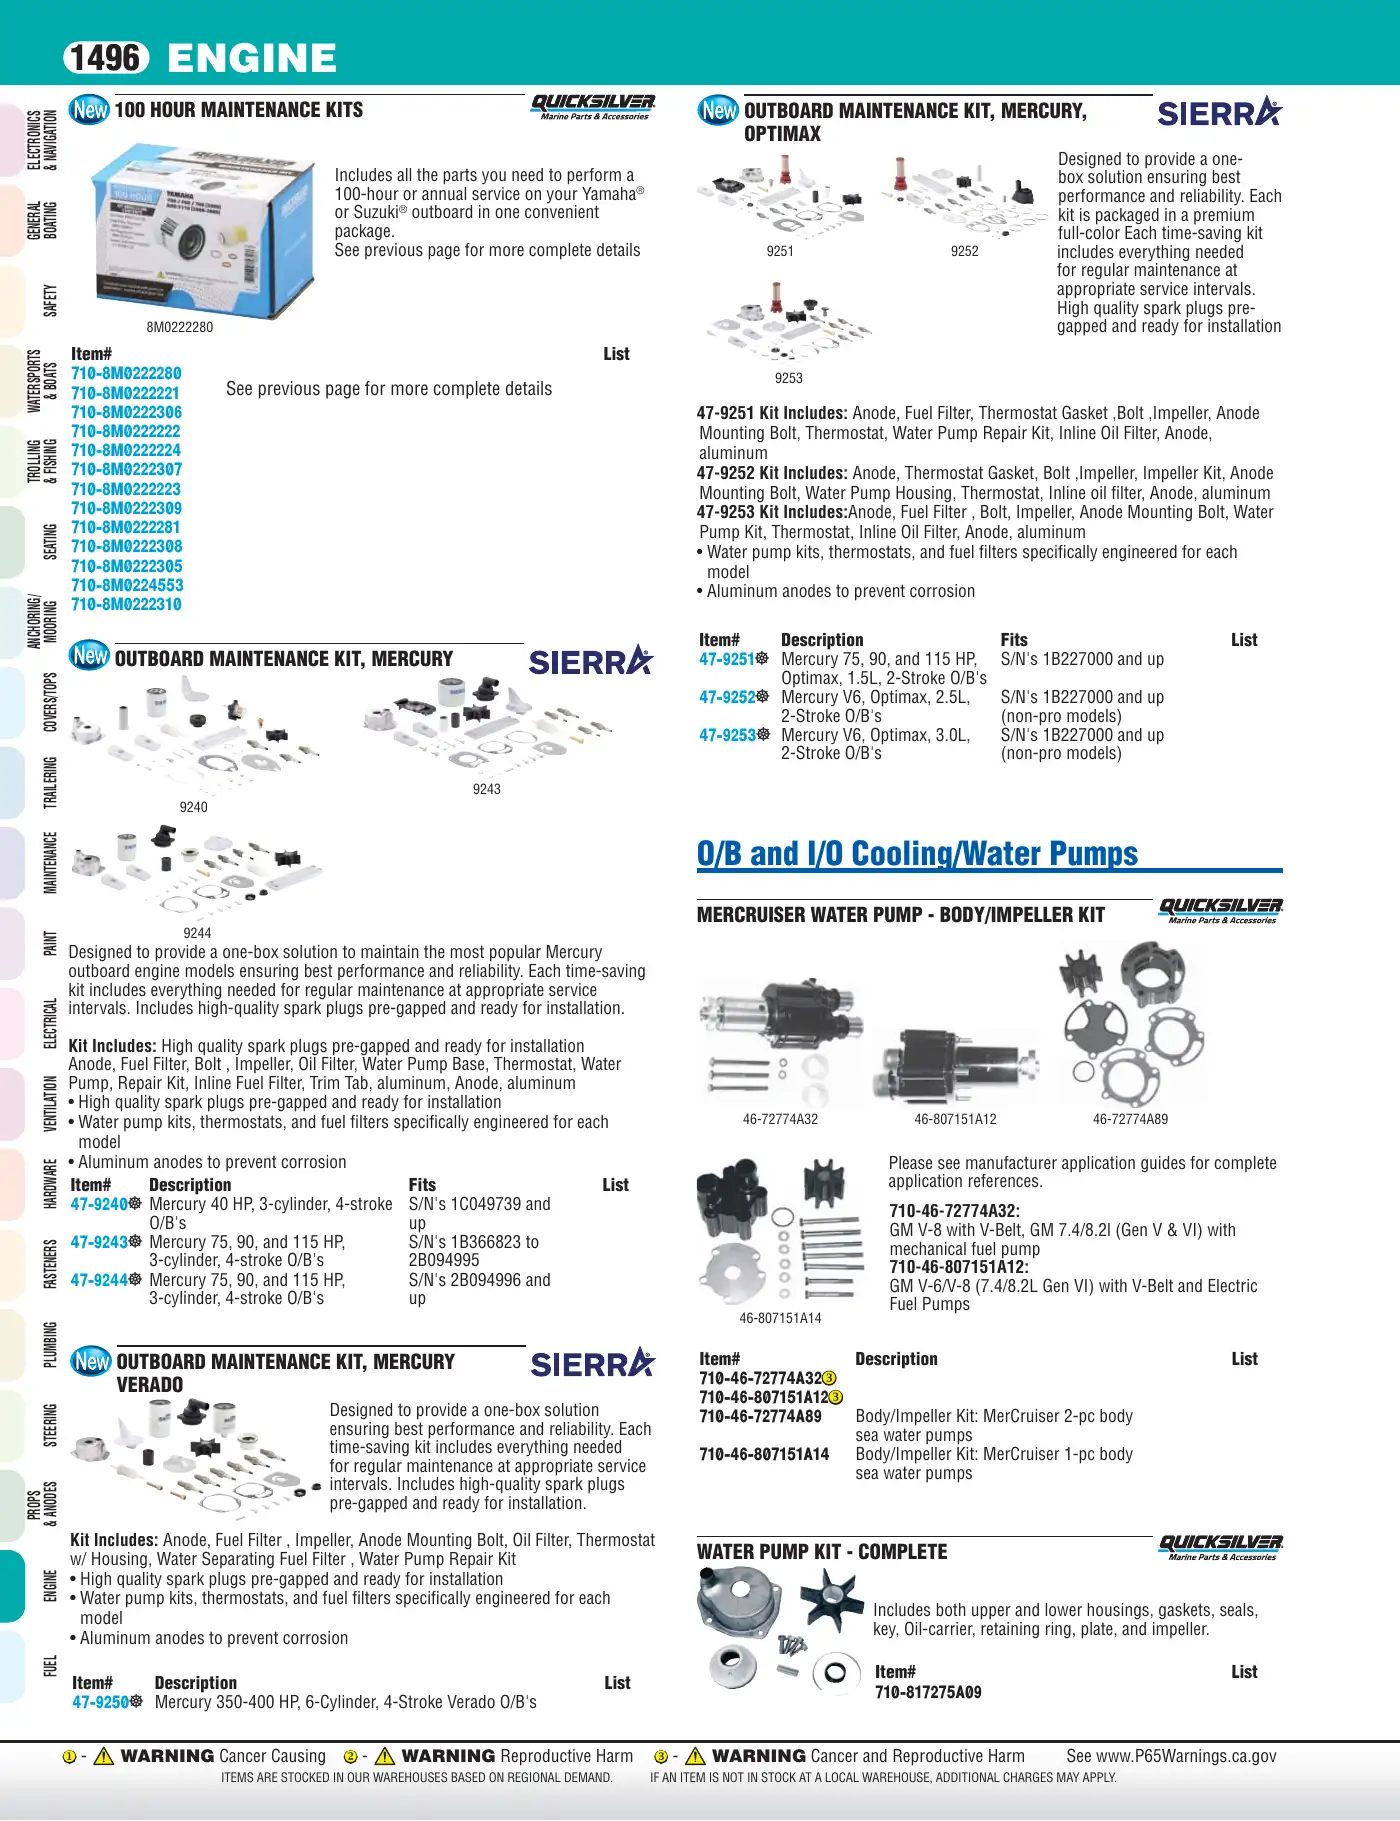 1496 ENGINE
ELECTRONICS
& NAVIGATION
GENERAL
BOATING
SAFETY
WATERSPORTS
& BOATS
TROLLING
& FISHING
SEATING
ANCHORING/
MOORING
COVERS/TOPS
TRAILERING
MAINTENANCE
PAINT
ELECTRICAL
VENTILATION
HARDWARE
FASTENERS
PLUMBING
STEERING
PROPS
& ANODES
ENGINE
FUEL
New 100 HOUR MAINTENANCE KITS
QUICKSILVER
Marine Parts & Accessories
QUICKSILVER
100 HOUR
YAMAHA
Includes all the parts you need to perform a
100-hour or annual service on your Yamaha®
or Suzuki® outboard in one convenient
package.
See previous page for more complete details
8M0222280
Item# List
710-8M0222280
710-8M0222221
710-8M0222306
710-8M0222222
710-8M0222224
710-8M0222307
710-8M0222223
710-8M0222309
710-8M0222281
710-8M0222308
710-8M0222305
710-8M0224553
710-8M0222310
See previous page for more complete details
New OUTBOARD MAINTENANCE KIT, MERCURY
SIERRA
9240
9243
9244
Designed to provide a one-box solution to maintain the most popular Mercury
outboard engine models ensuring best performance and reliability. Each time-saving
kit includes everything needed for regular maintenance at appropriate service
intervals. Includes high-quality spark plugs pre-gapped and ready for installation.
Kit Includes: High quality spark plugs pre-gapped and ready for installation
Anode, Fuel Filter, Bolt , Impeller, Oil Filter, Water Pump Base, Thermostat, Water
Pump, Repair Kit, Inline Fuel Filter, Trim Tab, aluminum, Anode, aluminum
• High quality spark plugs pre-gapped and ready for installation
• Water pump kits, thermostats, and fuel filters specifically engineered for each
model
• Aluminum anodes to prevent corrosion
Item# Description Fits List
47-9240 Mercury 40 HP, 3-cylinder, 4-stroke S/N's 1C049739 and
O/B's up
47-9243 Mercury 75, 90, and 115 HP, S/N's 1B366823 to
3-cylinder, 4-stroke O/B's 2B094995
47-9244 Mercury 75, 90, and 115 HP, S/N's 2B094996 and
3-cylinder, 4-stroke O/B's up
New OUTBOARD MAINTENANCE KIT, MERCURY
VERADO
SIERRA
Designed to provide a one-box solution
ensuring best performance and reliability. Each
time-saving kit includes everything needed
for regular maintenance at appropriate service
intervals. Includes high-quality spark plugs
pre-gapped and ready for installation.
Kit Includes: Anode, Fuel Filter , Impeller, Anode Mounting Bolt, Oil Filter, Thermostat
w/ Housing, Water Separating Fuel Filter , Water Pump Repair Kit
• High quality spark plugs pre-gapped and ready for installation
• Water pump kits, thermostats, and fuel filters specifically engineered for each
model
• Aluminum anodes to prevent corrosion
Item# Description List
47-9250 Mercury 350-400 HP, 6-Cylinder, 4-Stroke Verado O/B's
New OUTBOARD MAINTENANCE KIT, MERCURY,
OPTIMAX
SIERRA
9251
9252
9253
Designed to provide a one-
box solution ensuring best
performance and reliability. Each
kit is packaged in a premium
full-color Each time-saving kit
includes everything needed
for regular maintenance at
appropriate service intervals.
High quality spark plugs pre-
gapped and ready for installation
47-9251 Kit Includes: Anode, Fuel Filter, Thermostat Gasket ,Bolt ,Impeller, Anode
Mounting Bolt, Thermostat, Water Pump Repair Kit, Inline Oil Filter, Anode,
aluminum
47-9252 Kit Includes: Anode, Thermostat Gasket, Bolt ,Impeller, Impeller Kit, Anode
Mounting Bolt, Water Pump Housing, Thermostat, Inline oil filter, Anode, aluminum
47-9253 Kit Includes:Anode, Fuel Filter , Bolt, Impeller, Anode Mounting Bolt, Water
Pump Kit, Thermostat, Inline Oil Filter, Anode, aluminum
• Water pump kits, thermostats, and fuel filters specifically engineered for each
model
• Aluminum anodes to prevent corrosion
Item# Description Fits List
47-9251 Mercury 75, 90, and 115 HP, S/N's 1B227000 and up
Optimax, 1.5L, 2-Stroke O/B's
47-9252 Mercury V6, Optimax, 2.5L, S/N's 1B227000 and up
2-Stroke O/B's (non-pro models)
47-9253 Mercury V6, Optimax, 3.0L, S/N's 1B227000 and up
2-Stroke O/B's (non-pro models)
O/B and I/O Cooling/Water Pumps
MERCRUISER WATER PUMP - BODY/IMPELLER KIT
QUICKSILVER
Marine Parts & Accessories
46-72774A32
46-807151A12
46-72774A89
46-807151A14
Please see manufacturer application guides for complete
application references.
710-46-72774A32:
GM V-8 with V-Belt, GM 7.4/8.2l (Gen V & VI) with
mechanical fuel pump
710-46-807151A12:
GM V-6/V-8 (7.4/8.2L Gen VI) with V-Belt and Electric
Fuel Pumps
Item# Description List
710-46-72774A32 3
710-46-807151A12 3
710-46-72774A89 Body/Impeller Kit: MerCruiser 2-pc body
sea water pumps
710-46-807151A14 Body/Impeller Kit: MerCruiser 1-pc body
sea water pumps
WATER PUMP KIT - COMPLETE
QUICKSILVER
Marine Parts & Accessories
Includes both upper and lower housings, gaskets, seals,
key, Oil-carrier, retaining ring, plate, and impeller.
Item# List
710-817275A09
1 - WARNING Cancer Causing 2 - WARNING Reproductive Harm 3 - WARNING Cancer and Reproductive Harm See www.P65Warnings.ca.gov
ITEMS ARE STOCKED IN OUR WAREHOUSES BASED ON REGIONAL DEMAND. IF AN ITEM IS NOT IN STOCK AT A LOCAL WAREHOUSE, ADDITIONAL CHARGES MAY APPLY.